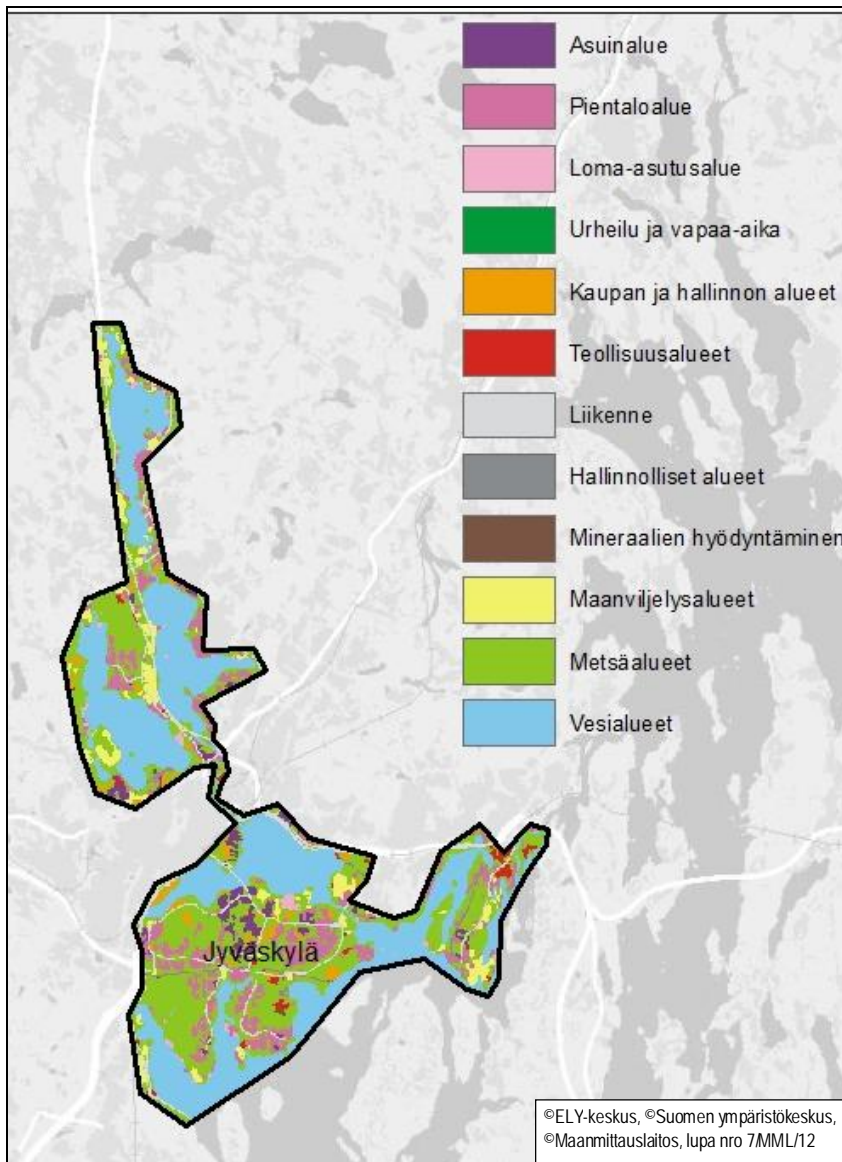 Asuinalue
Pientaloalue
Loma-asutusalue
Urheilu ja vapaa-aika
Kaupan ja hallinnon alueet
Teollisuusalueet
Liikenne
Hallinnolliset alueet
Mineraalien hyödyntäminen
Maanviljelysalueet
Metsäalueet
Vesialueet
Jyväskylä
©ELY-keskus, ©Suomen ympäristökeskus,
©Maanmittauslaitos, lupa nro 7/MML/12